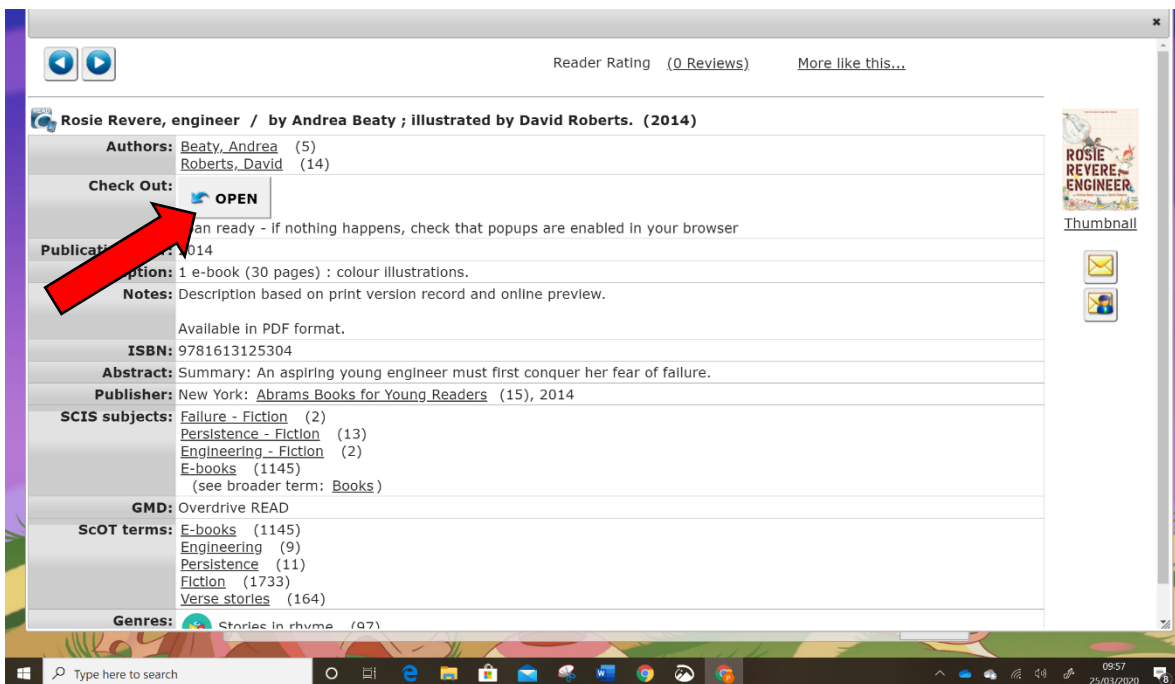 Reader Rating (0 Reviews) More like this...
READ
Rosie Revere, engineer / by Andrea Beaty ; illustrated by David Roberts. (2014)
Authors: Beaty, Andrea (5)
Roberts, David (14)
Check Out: OPEN
ready - if nothing happens, check that popups are enabled in your browser
2014
1 e-book (30 pages) : colour illustrations.
Notes: Description based on print version record and online preview.
Available in PDF format.
ISBN: 9781613125304
Abstract: Summary: An aspiring young engineer must first conquer her fear of failure.
Publisher: New York: Abrams Books for Young Readers (15), 2014
SCIS subjects: Failure - Fiction (2)
Persistence - Fiction (13)
Engineering - Fiction (2)
E-books (1145)
(see broader term: Books)
GMD: Overdrive READ
ScOT terms: E-books (1145)
Engineering (9)
Persistence (11)
Fiction (1733)
Verse stories (164)
Genres: Stories in rhyme (97)
ROSIE
REVERE,
ENGINEER
Thumbnail
Type here to search
09:57
25/03/2020